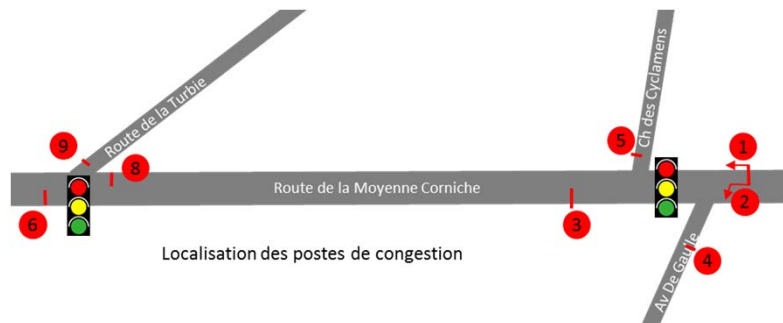 Route de la Turbie
Ch des Cyclamens
9
8
5
1
Route de la Moyenne Corniche
6
3
2
Localisation des postes de congestion
Av De Gaulle
4